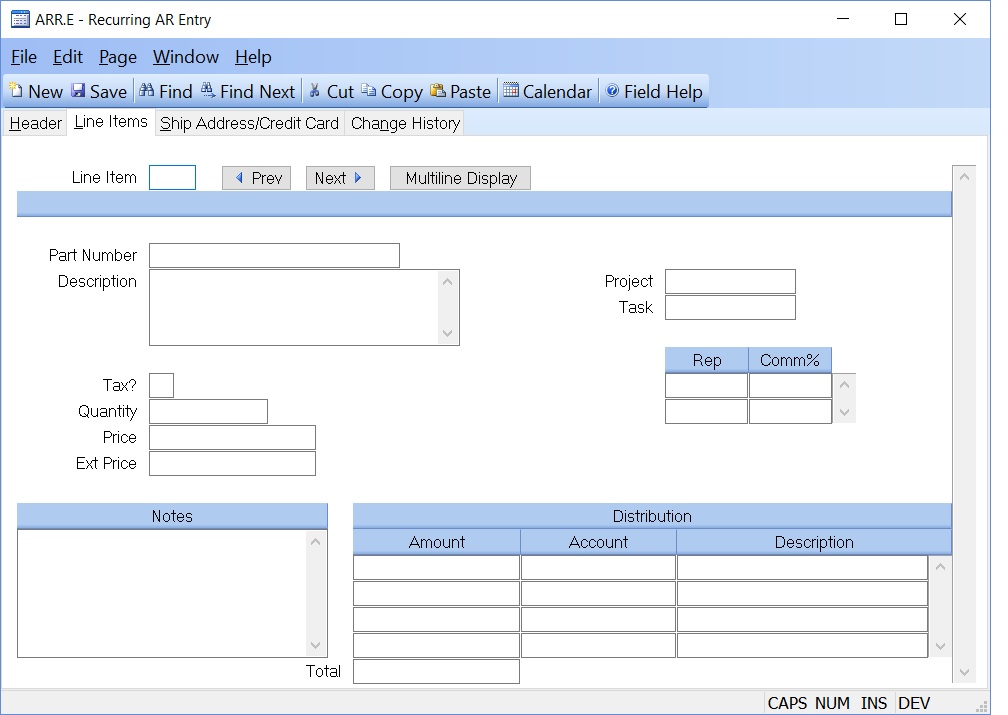 ARR.E - Recurring AR Entry
File Edit Page Window Help
New Save Find Find Next Cut Copy Paste Calendar Field Help
Header Line Items Ship Address/Credit Card Change History
Line Item Prev Next Multiline Display
Part Number
Description Project
Task
Rep Comm%
Tax?
Quantity
Price
Ext Price
Notes Distribution
Amount Account Description
Total
CAPS NUM INS DEV